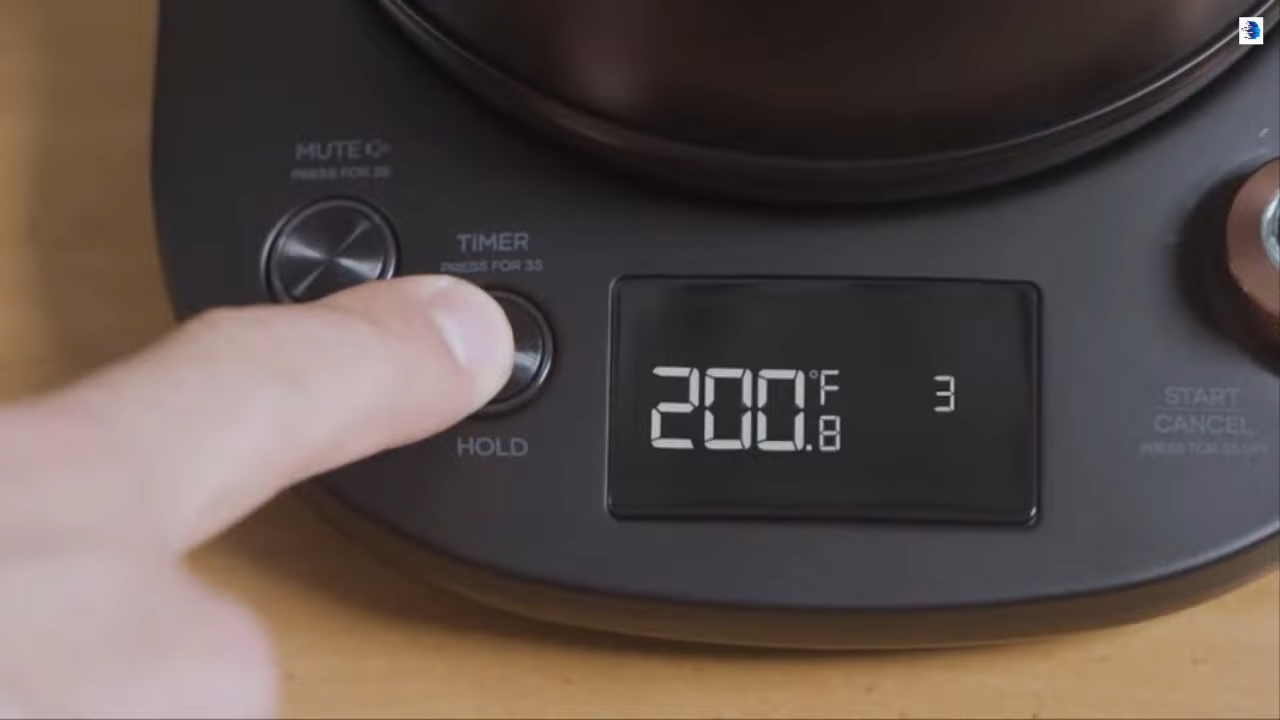 MUTE
PRESS FOR 3S
TIMER
PRESS FOR 3S
HOLD
200.8 °F
3
START
CANCEL